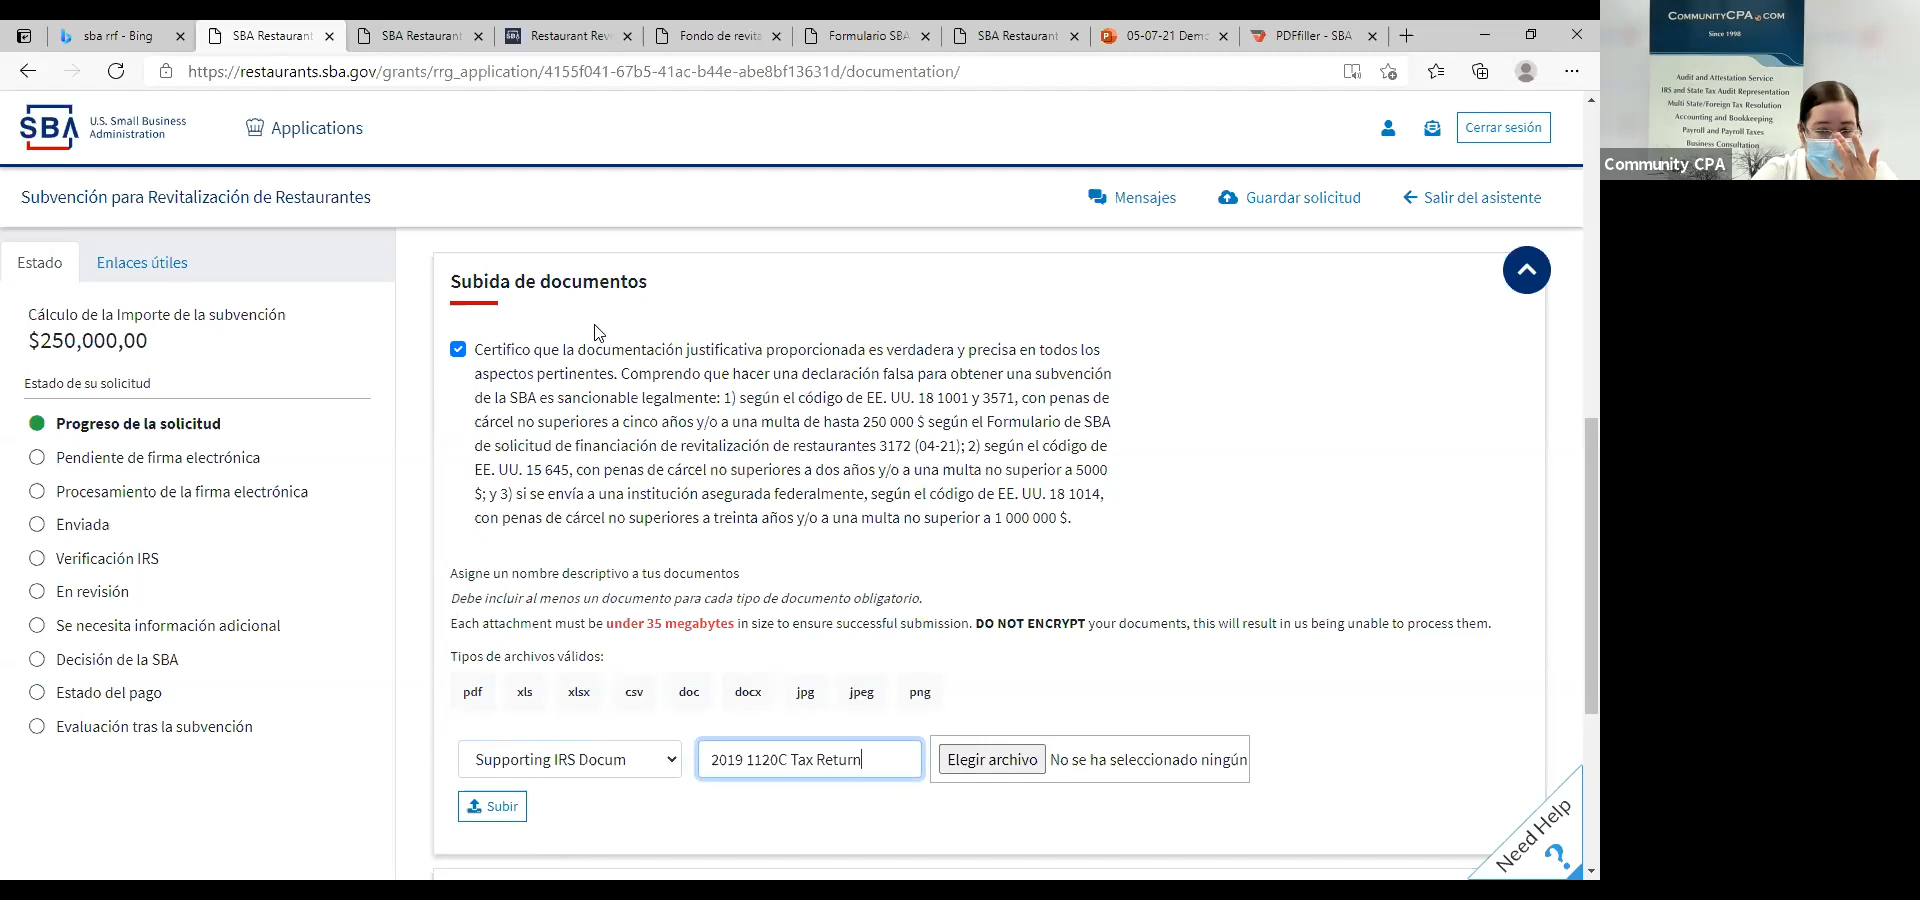 sba rrf - Bing
SBA Restaurant
SBA Restaurant
Restaurant Rev
Fondo de revita
Formulario SBA
SBA Restaurant
05-07-21 Demo
PDFfiller - SBA
https://restaurants.sba.gov/grants/rrg_application/4155f041-67b5-41ac-b44e-abe8bf13631d/documentation/
SBA
U.S. Small Business
Administration
Applications
Cerrar sesión
Subvención para Revitalización de Restaurantes
Mensajes
Guardar solicitud
Salir del asistente
Estado
Enlaces útiles
Cálculo de la Importe de la subvención
$250,000,00
Estado de su solicitud
Progreso de la solicitud
Pendiente de firma electrónica
Procesamiento de la firma electrónica
Enviada
Verificación IRS
En revisión
Se necesita información adicional
Decisión de la SBA
Estado del pago
Evaluación tras la subvención
Subida de documentos
Certifico que la documentación justificativa proporcionada es verdadera y precisa en todos los
aspectos pertinentes. Comprendo que hacer una declaración falsa para obtener una subvención
de la SBA es sancionable legalmente: 1) según el código de EE. UU. 18 1001 y 3571, con penas de
cárcel no superiores a cinco años y/o a una multa de hasta 250 000 $ según el Formulario de SBA
de solicitud de financiación de revitalización de restaurantes 3172 (04-21); 2) según el código de
EE. UU. 15 645, con penas de cárcel no superiores a dos años y/o a una multa no superior a 5000
$; y 3) si se envía a una institución asegurada federalmente, según el código de EE. UU. 18 1014,
con penas de cárcel no superiores a treinta años y/o a una multa no superior a 1 000 000 $.
Asigne un nombre descriptivo a tus documentos
Debe incluir al menos un documento para cada tipo de documento obligatorio.
Each attachment must be under 35 megabytes in size to ensure successful submission. DO NOT ENCRYPT your documents, this will result in us being unable to process them.
Tipos de archivos válidos:
pdf xls xlsx csv doc docx jpg jpeg png
Supporting IRS Docum
2019 1120C Tax Return
Elegir archivo No se ha seleccionado ningún
Subir
Need Help
?
COMMUNITYCPA.COM
Since 1998
Audit and Attestation Service
IRS and State Tax Audit Representation
Multi State/Foreign Tax Resolution
Accounting and Bookkeeping
Payroll and Payroll Taxes
Business Consultation
Community CPA